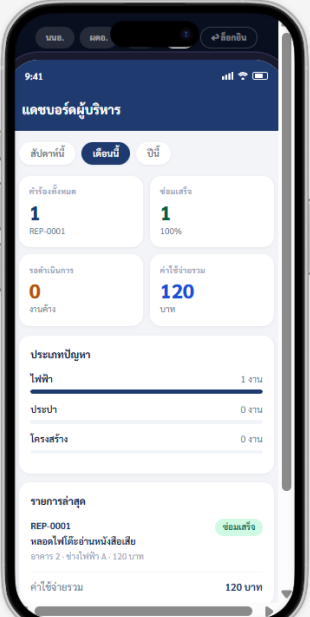 นนอ.
ผคอ.
ล็อกอิน
9:41
แดชบอร์ดผู้บริหาร
สัปดาห์นี้
เดือนนี้
ปีนี้
คำร้องทั้งหมด
1
REP-0001
ซ่อมเสร็จ
1
100%
รอดำเนินการ
0
งานค้าง
ค่าใช้จ่ายรวม
120
บาท
ประเภทปัญหา
ไฟฟ้า 1 งาน
ประปา 0 งาน
โครงสร้าง 0 งาน
รายการล่าสุด
REP-0001 ซ่อมเสร็จ
หลอดไฟโต๊ะอ่านหนังสือเสีย
อาคาร 2 · ช่างไฟฟ้า A · 120 บาท
ค่าใช้จ่ายรวม 120 บาท